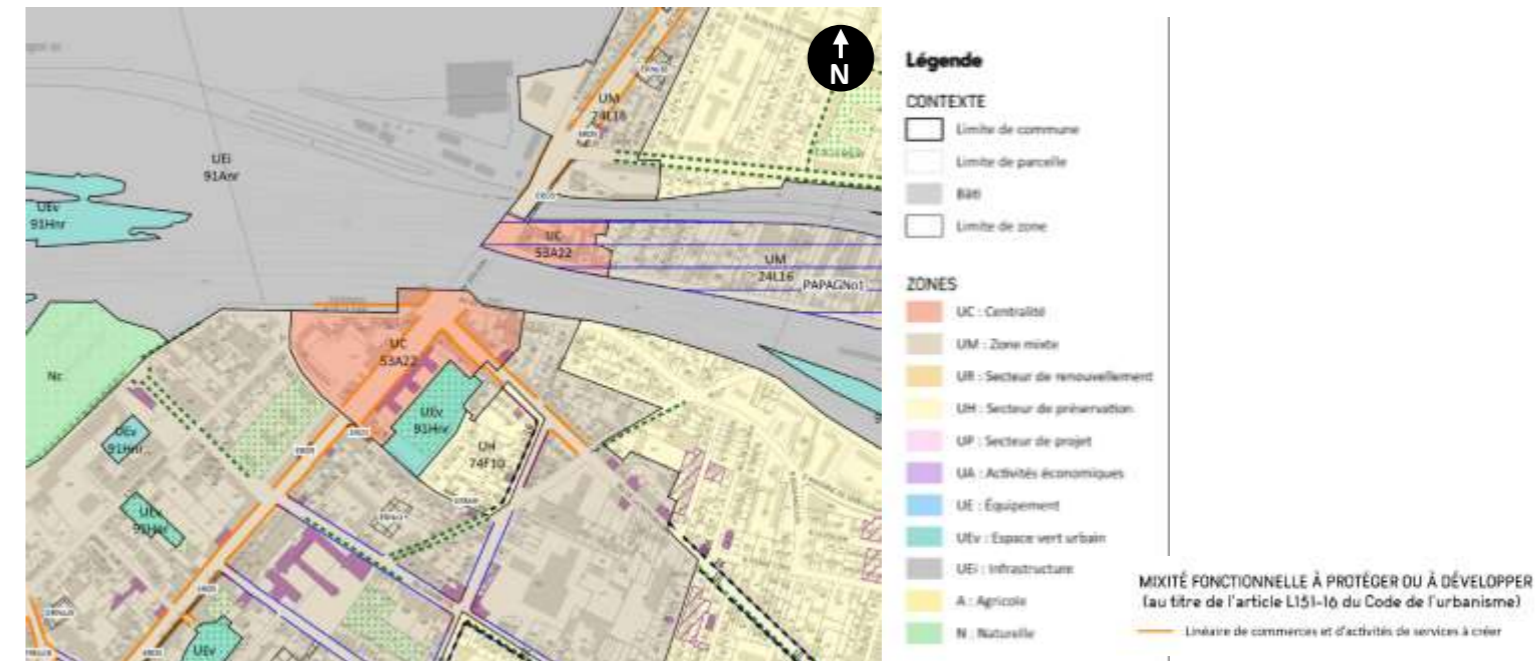 N
UM
74L16
UEi
91Anr
UEv
91Hnr
UC
53A22
UM
24L16
PAPAGNo1
UC
53A22
Nc
UEv
91Hnr
UEv
91Hnr
UH
74F10
UEv
91Hnr
UEv
Légende
CONTEXTE
Limite de commune
Limite de parcelle
Bâti
Limite de zone
ZONES
UC : Centralité
UM : Zone mixte
UR : Secteur de renouvellement
UH : Secteur de préservation
UP : Secteur de projet
UA : Activités économiques
UE : Équipement
UEv : Espace vert urbain
UEi : Infrastructure
A : Agricole
N : Naturelle
MIXITÉ FONCTIONNELLE À PROTÉGER OU À DÉVELOPPER
(au titre de l'article L151-16 du Code de l'urbanisme)
Linéaire de commerces et d'activités de services à créer